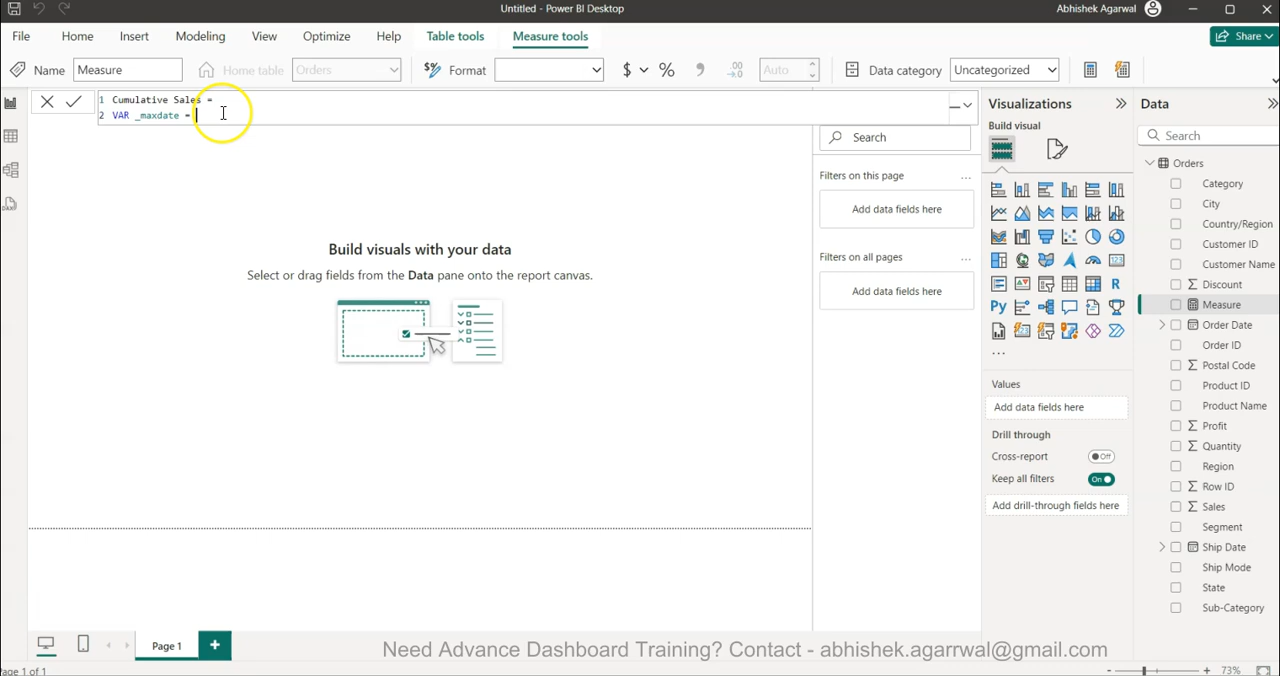 Untitled - Power BI Desktop
Abhishek Agarwal
File Home Insert Modeling View Optimize Help Table tools Measure tools
Share
Name Measure
Home table Orders
Format
$ % 9 Auto
Data category Uncategorized
1 Cumulative Sales =
2 VAR _maxdate =
Visualizations
Data
Build visual
Search
Search
Filters on this page
Add data fields here
Filters on all pages
Add data fields here
Build visuals with your data
Select or drag fields from the Data pane onto the report canvas.
R
Py
Values
Add data fields here
Drill through
Cross-report Off
Keep all filters On
Add drill-through fields here
Orders
Category
City
Country/Region
Customer ID
Customer Name
Discount
Measure
Order Date
Order ID
Postal Code
Product ID
Product Name
Profit
Quantity
Region
Row ID
Sales
Segment
Ship Date
Ship Mode
State
Sub-Category
Page 1
Need Advance Dashboard Training? Contact - abhishek.agarrwal@gmail.com
Page 1 of 1
73%